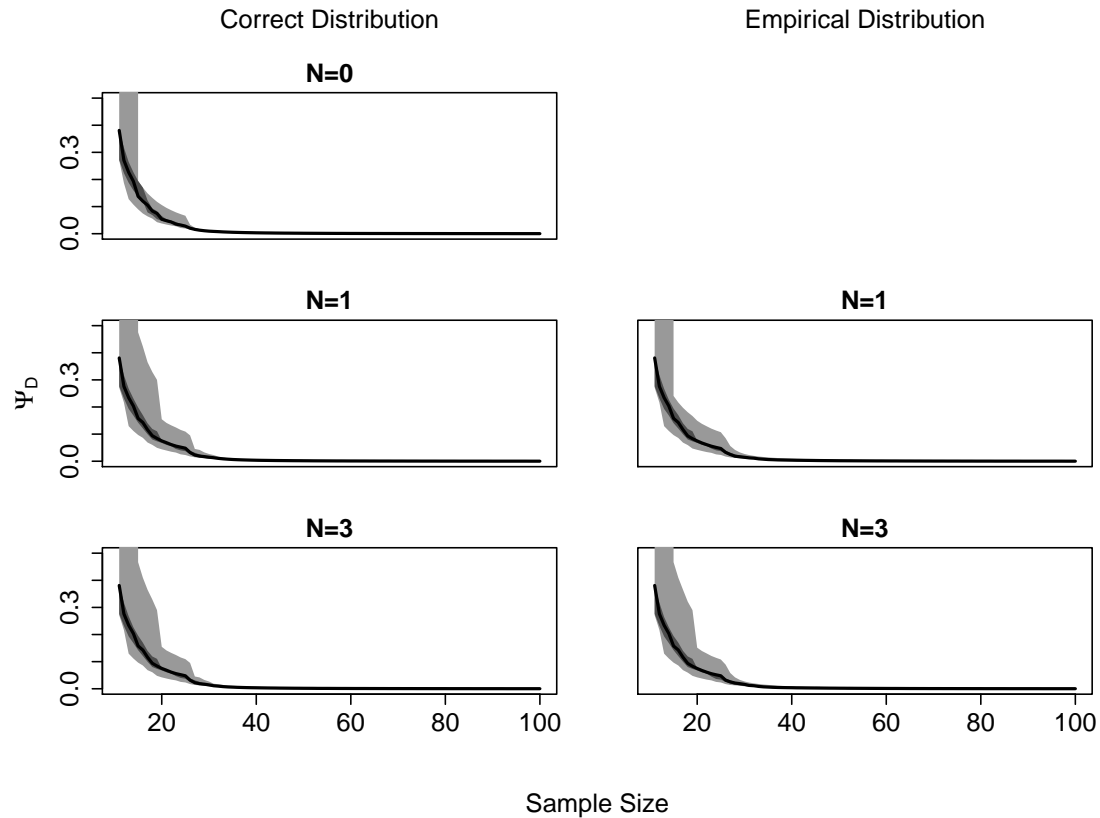 Correct Distribution
Empirical Distribution
N=0
0.3
0.0
N=1
N=1
0.3
0.0
Ψ_D
N=3
N=3
0.3
0.0
20 40 60 80 100
20 40 60 80 100
Sample Size